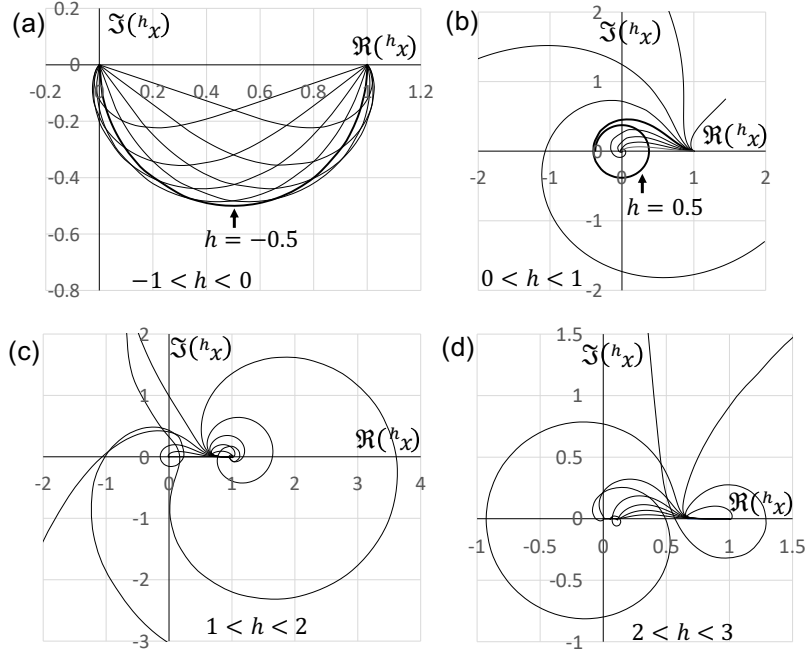 (a)
ℑ(ʰx)
ℜ(ʰx)
0.2
0
-0.2
-0.4
-0.6
-0.8
-0.2
0
0.2
0.4
0.6
0.8
1
1.2
h = −0.5
−1 < h < 0
(b)
ℑ(ʰx)
ℜ(ʰx)
2
1
0
-1
-2
-2
-1
0
1
2
h = 0.5
0 < h < 1
(c)
ℑ(ʰx)
ℜ(ʰx)
2
1
0
-1
-2
-3
-2
-1
0
1
2
3
4
1 < h < 2
(d)
ℑ(ʰx)
ℜ(ʰx)
1.5
1
0.5
0
-0.5
-1
-1
-0.5
0
0.5
1
1.5
2 < h < 3